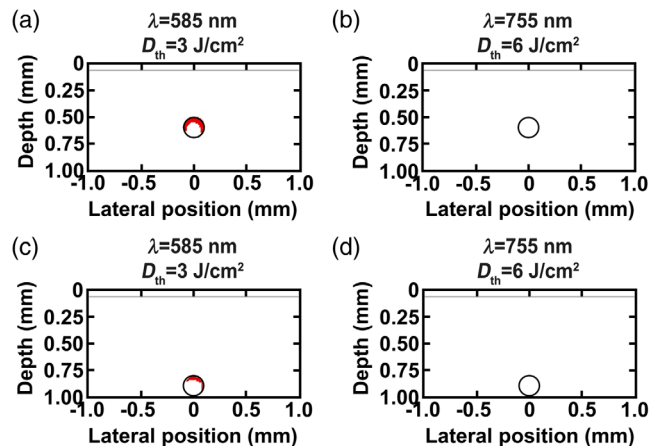 (a)
λ=585 nm
Dth=3 J/cm²
Depth (mm)
0
0.25
0.50
0.75
1.00
-1.0 -0.5 0 0.5 1.0
Lateral position (mm)
(b)
λ=755 nm
Dth=6 J/cm²
Depth (mm)
0
0.25
0.50
0.75
1.00
-1.0 -0.5 0 0.5 1.0
Lateral position (mm)
(c)
λ=585 nm
Dth=3 J/cm²
Depth (mm)
0
0.25
0.50
0.75
1.00
-1.0 -0.5 0 0.5 1.0
Lateral position (mm)
(d)
λ=755 nm
Dth=6 J/cm²
Depth (mm)
0
0.25
0.50
0.75
1.00
-1.0 -0.5 0 0.5 1.0
Lateral position (mm)